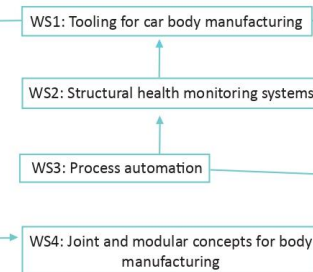 WS1: Tooling for car body manufacturing
WS2: Structural health monitoring systems
WS3: Process automation
WS4: Joint and modular concepts for body
manufacturing